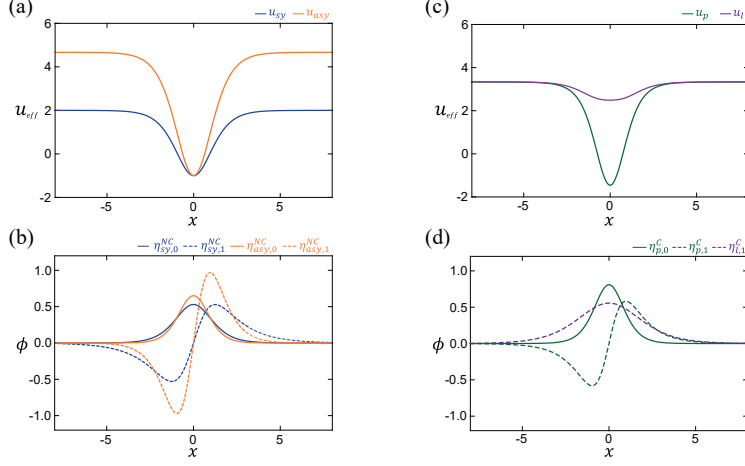 (a)
u_sy u_asy
6
4
2
0
-2
u_eff
-5 0 5
x
(b)
η^NC_sy,0 η^NC_sy,1 η^NC_asy,0 η^NC_asy,1
1.0
0.5
0.0
-0.5
-1.0
ϕ
-5 0 5
x
(c)
u_p u_l
6
4
2
0
-2
u_eff
-5 0 5
x
(d)
η^C_p,0 η^C_p,1 η^C_l,1
1.0
0.5
0.0
-0.5
-1.0
ϕ
-5 0 5
x